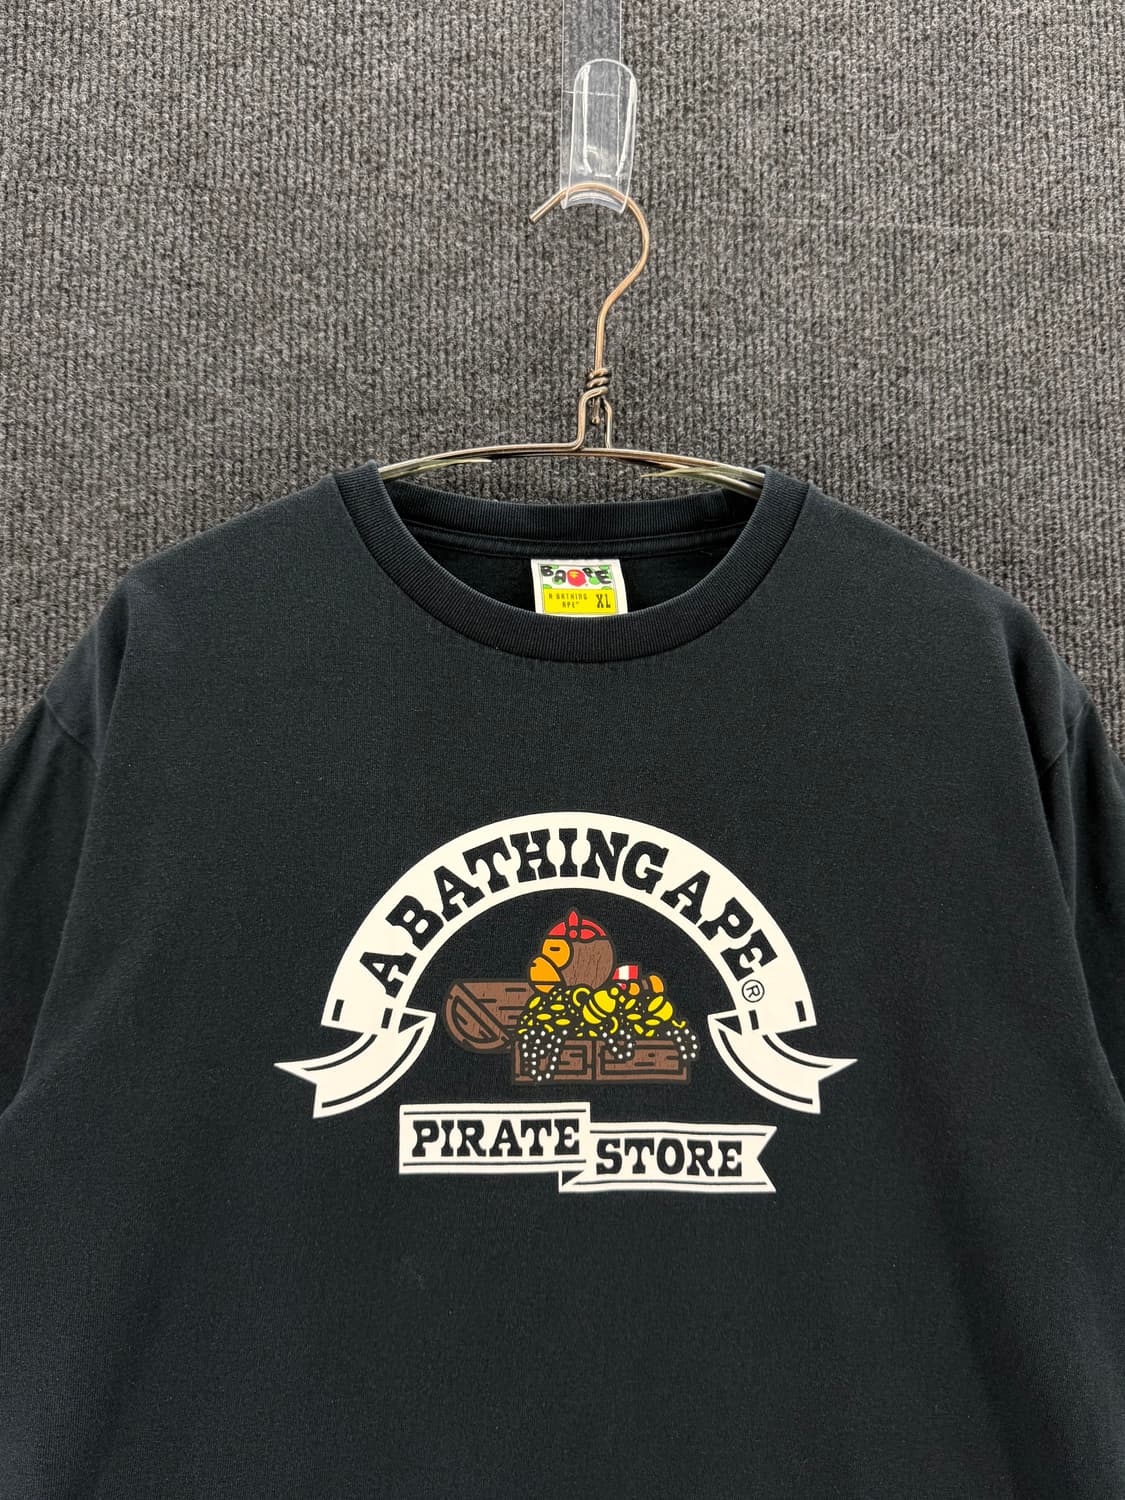 BAPE
A BATHING
APE® XL
A BATHING APE®
PIRATE STORE